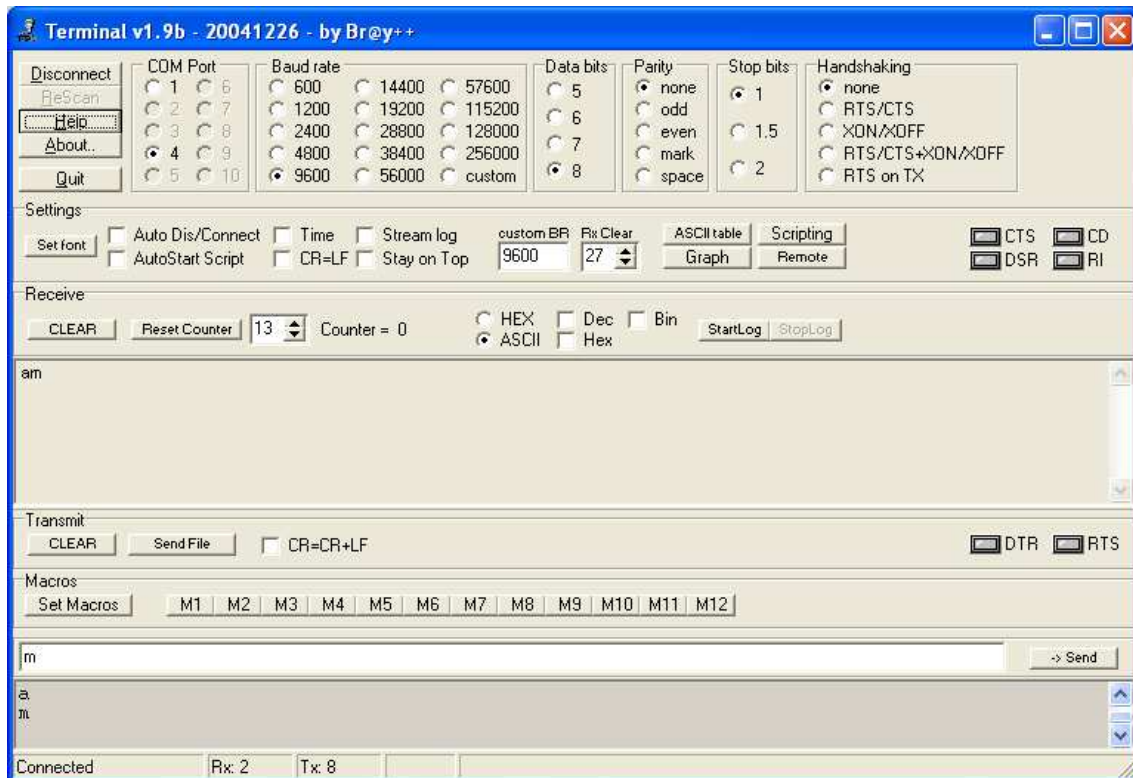 Terminal v1.9b - 20041226 - by Br@y++
Disconnect
ReScan
Help
About..
Quit
COM Port
1 6
2 7
3 8
4 9
5 10
Baud rate
600 14400 57600
1200 19200 115200
2400 28800 128000
4800 38400 256000
9600 56000 custom
Data bits
5
6
7
8
Parity
none
odd
even
mark
space
Stop bits
1
1.5
2
Handshaking
none
RTS/CTS
XON/XOFF
RTS/CTS+XON/XOFF
RTS on TX
Settings
Set font
Auto Dis/Connect Time Stream log
AutoStart Script CR=LF Stay on Top
custom BR Rx Clear
9600 27
ASCII table Scripting
Graph Remote
CTS CD
DSR RI
Receive
CLEAR Reset Counter 13 Counter = 0
HEX Dec Bin
ASCII Hex
StartLog StopLog
am
Transmit
CLEAR Send File CR=CR+LF DTR RTS
Macros
Set Macros M1 M2 M3 M4 M5 M6 M7 M8 M9 M10 M11 M12
m -> Send
a
m
Connected Rx: 2 Tx: 8